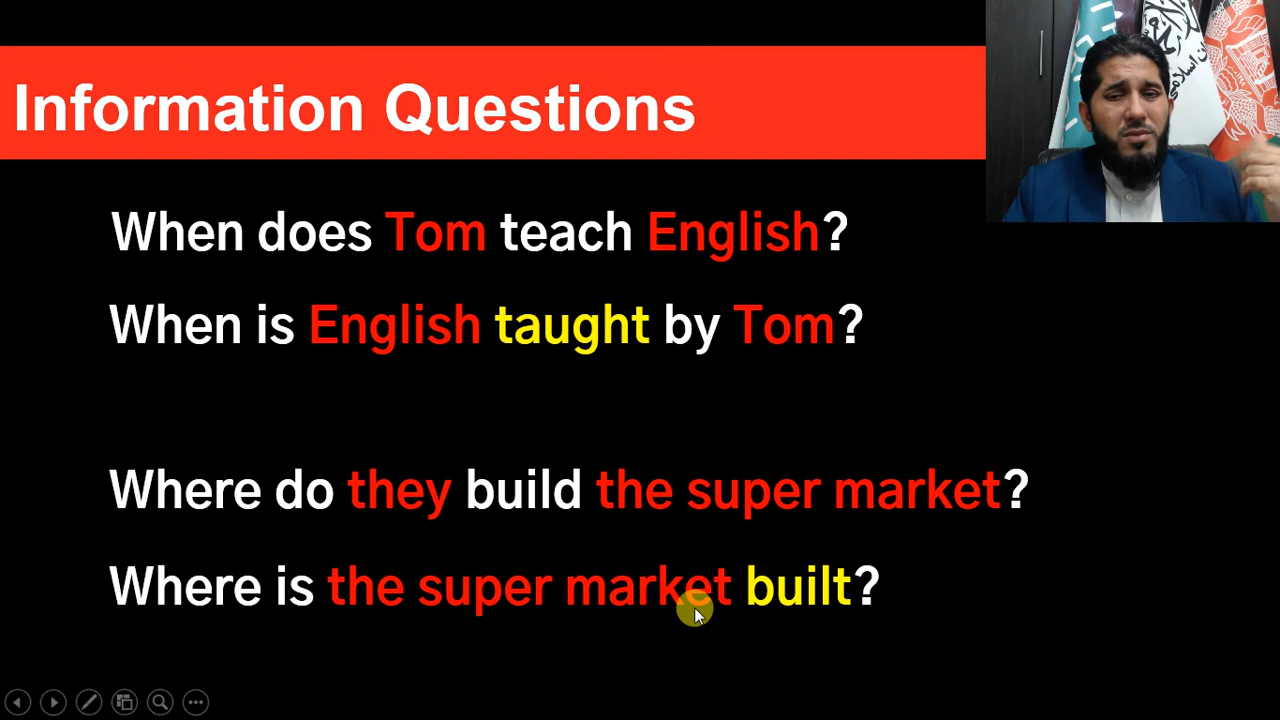 Information Questions
When does Tom teach English?
When is English taught by Tom?
Where do they build the super market?
Where is the super market built?